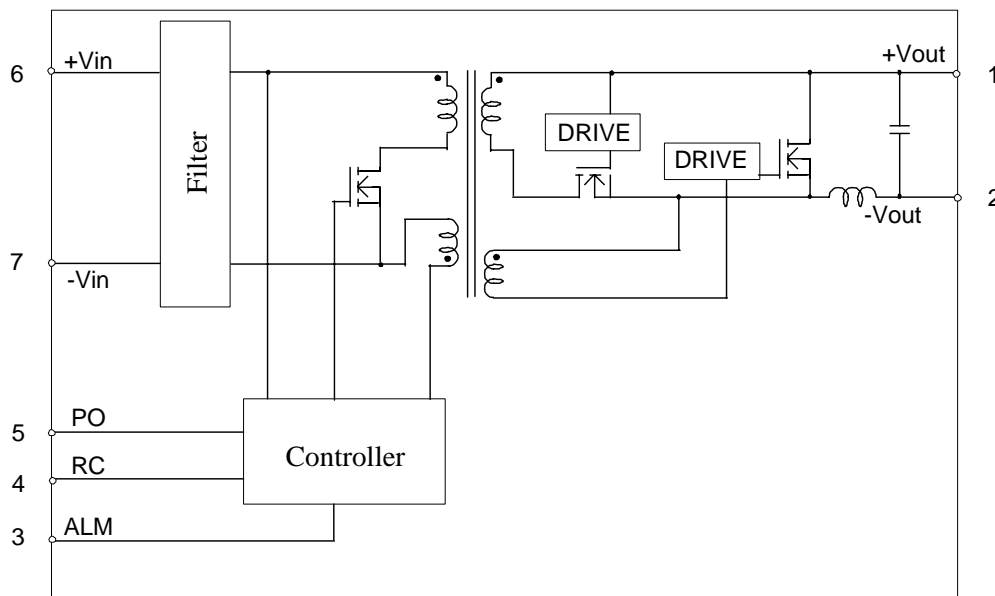 6
+Vin
Filter
7
-Vin
DRIVE
DRIVE
+Vout
1
2
-Vout
5
PO
4
RC
3
ALM
Controller